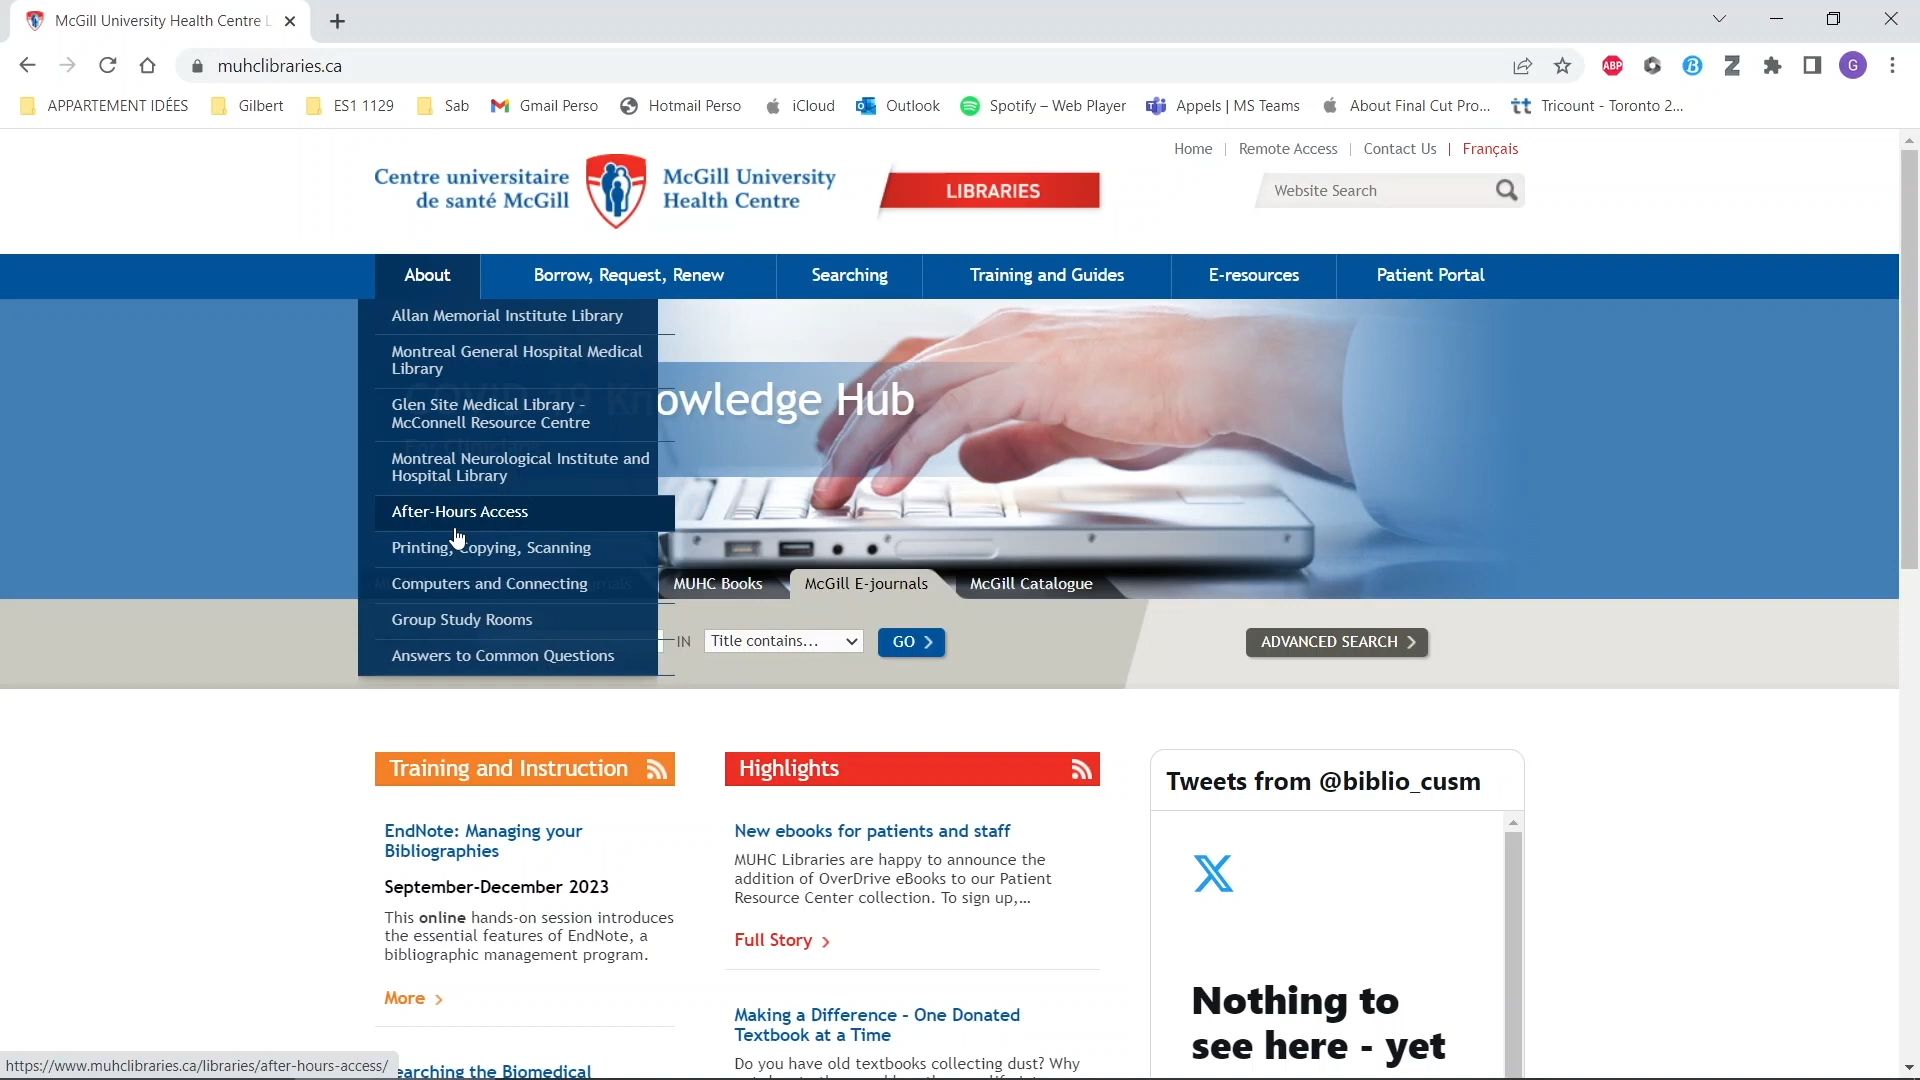 McGill University Health Centre L
muhclibraries.ca
ABP
G
APPARTEMENT IDÉES
Gilbert
ES1 1129
Sab
Gmail Perso
Hotmail Perso
iCloud
Outlook
Spotify – Web Player
Appels | MS Teams
About Final Cut Pro...
Tricount - Toronto 2...
Home | Remote Access | Contact Us | Français
Centre universitaire
de santé McGill
McGill University
Health Centre
LIBRARIES
Website Search
About
Borrow, Request, Renew
Searching
Training and Guides
E-resources
Patient Portal
Allan Memorial Institute Library
Montreal General Hospital Medical
Library
Glen Site Medical Library -
McConnell Resource Centre
Montreal Neurological Institute and
Hospital Library
After-Hours Access
Printing, Copying, Scanning
Computers and Connecting
Group Study Rooms
Answers to Common Questions
COVID-19 Knowledge Hub
MUHC Books
McGill E-journals
McGill Catalogue
IN
Title contains...
GO
ADVANCED SEARCH
Training and Instruction
EndNote: Managing your
Bibliographies
September-December 2023
This online hands-on session introduces
the essential features of EndNote, a
bibliographic management program.
More
earching the Biomedical
Highlights
New ebooks for patients and staff
MUHC Libraries are happy to announce the
addition of OverDrive eBooks to our Patient
Resource Center collection. To sign up,...
Full Story
Making a Difference - One Donated
Textbook at a Time
Do you have old textbooks collecting dust? Why
Tweets from @biblio_cusm
Nothing to
see here - yet
https://www.muhclibraries.ca/libraries/after-hours-access/